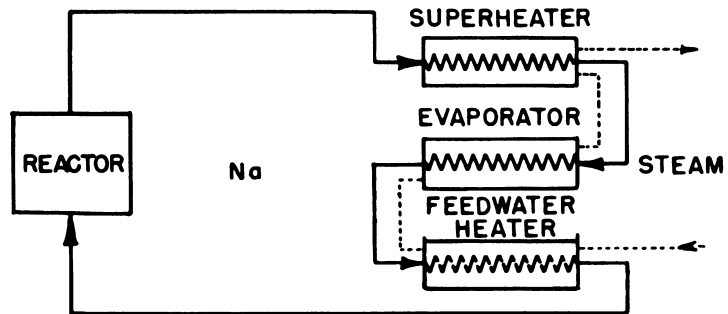 SUPERHEATER
EVAPORATOR
REACTOR
Na
STEAM
FEEDWATER
HEATER